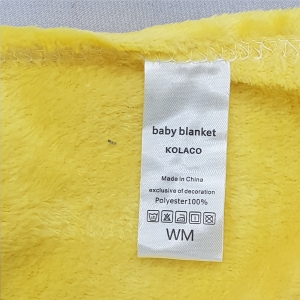 baby blanket
KOLACO
Made in China
exclusive of decoration
Polyester100%
WM